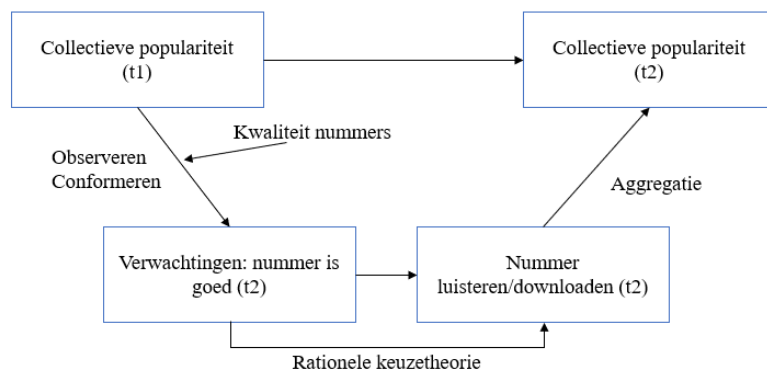 Collectieve populariteit
(t1)
Collectieve populariteit
(t2)
Kwaliteit nummers
Observeren
Conformeren
Aggregatie
Verwachtingen: nummer is
goed (t2)
Nummer
luisteren/downloaden (t2)
Rationele keuzetheorie